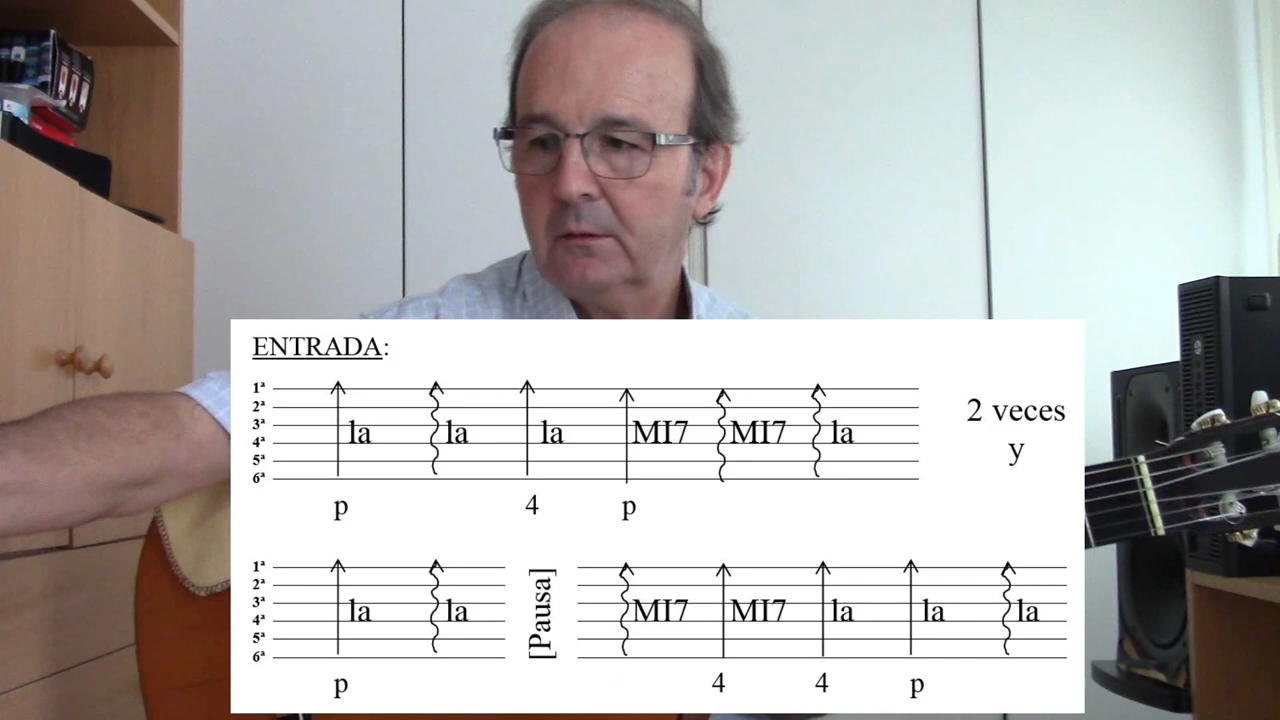 ENTRADA:
1ª
2ª
3ª
4ª
5ª
6ª
la la la MI7 MI7 la
p 4 p
2 veces
y
1ª
2ª
3ª
4ª
5ª
6ª
la la [Pausa] MI7 MI7 la la la
p 4 4 p